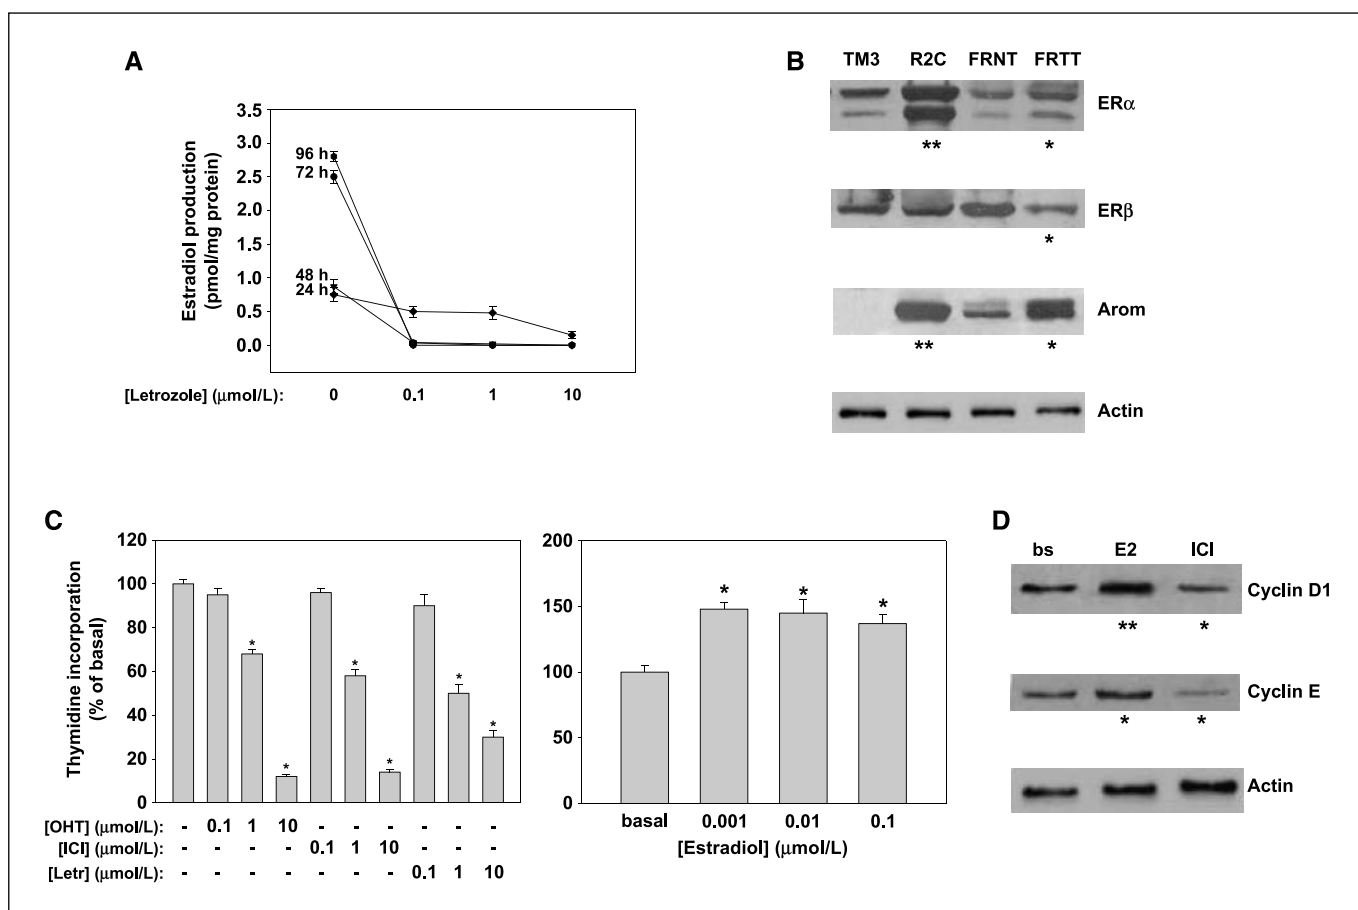 A
3.5
3.0
2.5
2.0
1.5
1.0
0.5
0.0
Estradiol production
(pmol/mg protein)
96 h
72 h
48 h
24 h
[Letrozole] (μmol/L): 0 0.1 1 10
B
TM3 R2C FRNT FRTT
ERα
** *
ERβ
*
Arom
** *
Actin
C
120
100
80
60
40
20
0
Thymidine incorporation
(% of basal)
* * * * * *
[OHT] (μmol/L): - 0.1 1 10 - - - - - -
[ICI] (μmol/L): - - - - 0.1 1 10 - - -
[Letr] (μmol/L): - - - - - - - 0.1 1 10
200
150
100
50
0
* * *
basal 0.001 0.01 0.1
[Estradiol] (μmol/L)
D
bs E2 ICI
Cyclin D1
** *
Cyclin E
* *
Actin